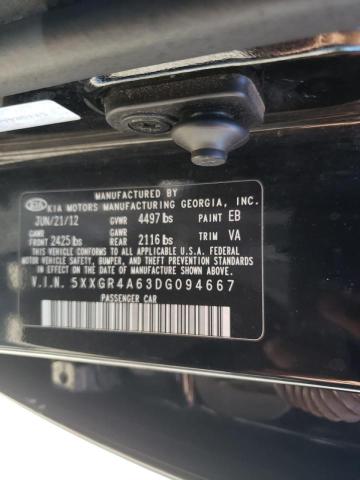 MANUFACTURED BY
KIA KIA MOTORS MANUFACTURING GEORGIA, INC.
JUN/21/12 GVWR 4497 lbs PAINT EB
GAWR FRONT 2425 lbs GAWR REAR 2116 lbs TRIM VA
THIS VEHICLE CONFORMS TO ALL APPLICABLE U.S.A. FEDERAL
MOTOR VEHICLE SAFETY, BUMPER, AND THEFT PREVENTION STANDARDS
IN EFFECT ON THE DATE OF MANUFACTURE SHOWN ABOVE.
V.I.N. 5XXGR4A63DG094667
PASSENGER CAR